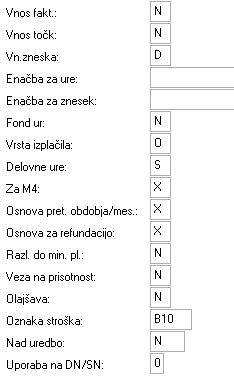 Vnos fakt.: N
Vnos točk: N
Vn.zneska: D
Enačba za ure:
Enačba za znesek:
Fond ur: N
Vrsta izplačila: O
Delovne ure: S
Za M4: X
Osnova pret. obdobja/mes.: X
Osnova za refundacijo: X
Razl. do min. pl.: N
Veza na prisotnost: N
Olajšava: N
Oznaka stroška: B10
Nad uredbo: N
Uporaba na DN/SN: 0